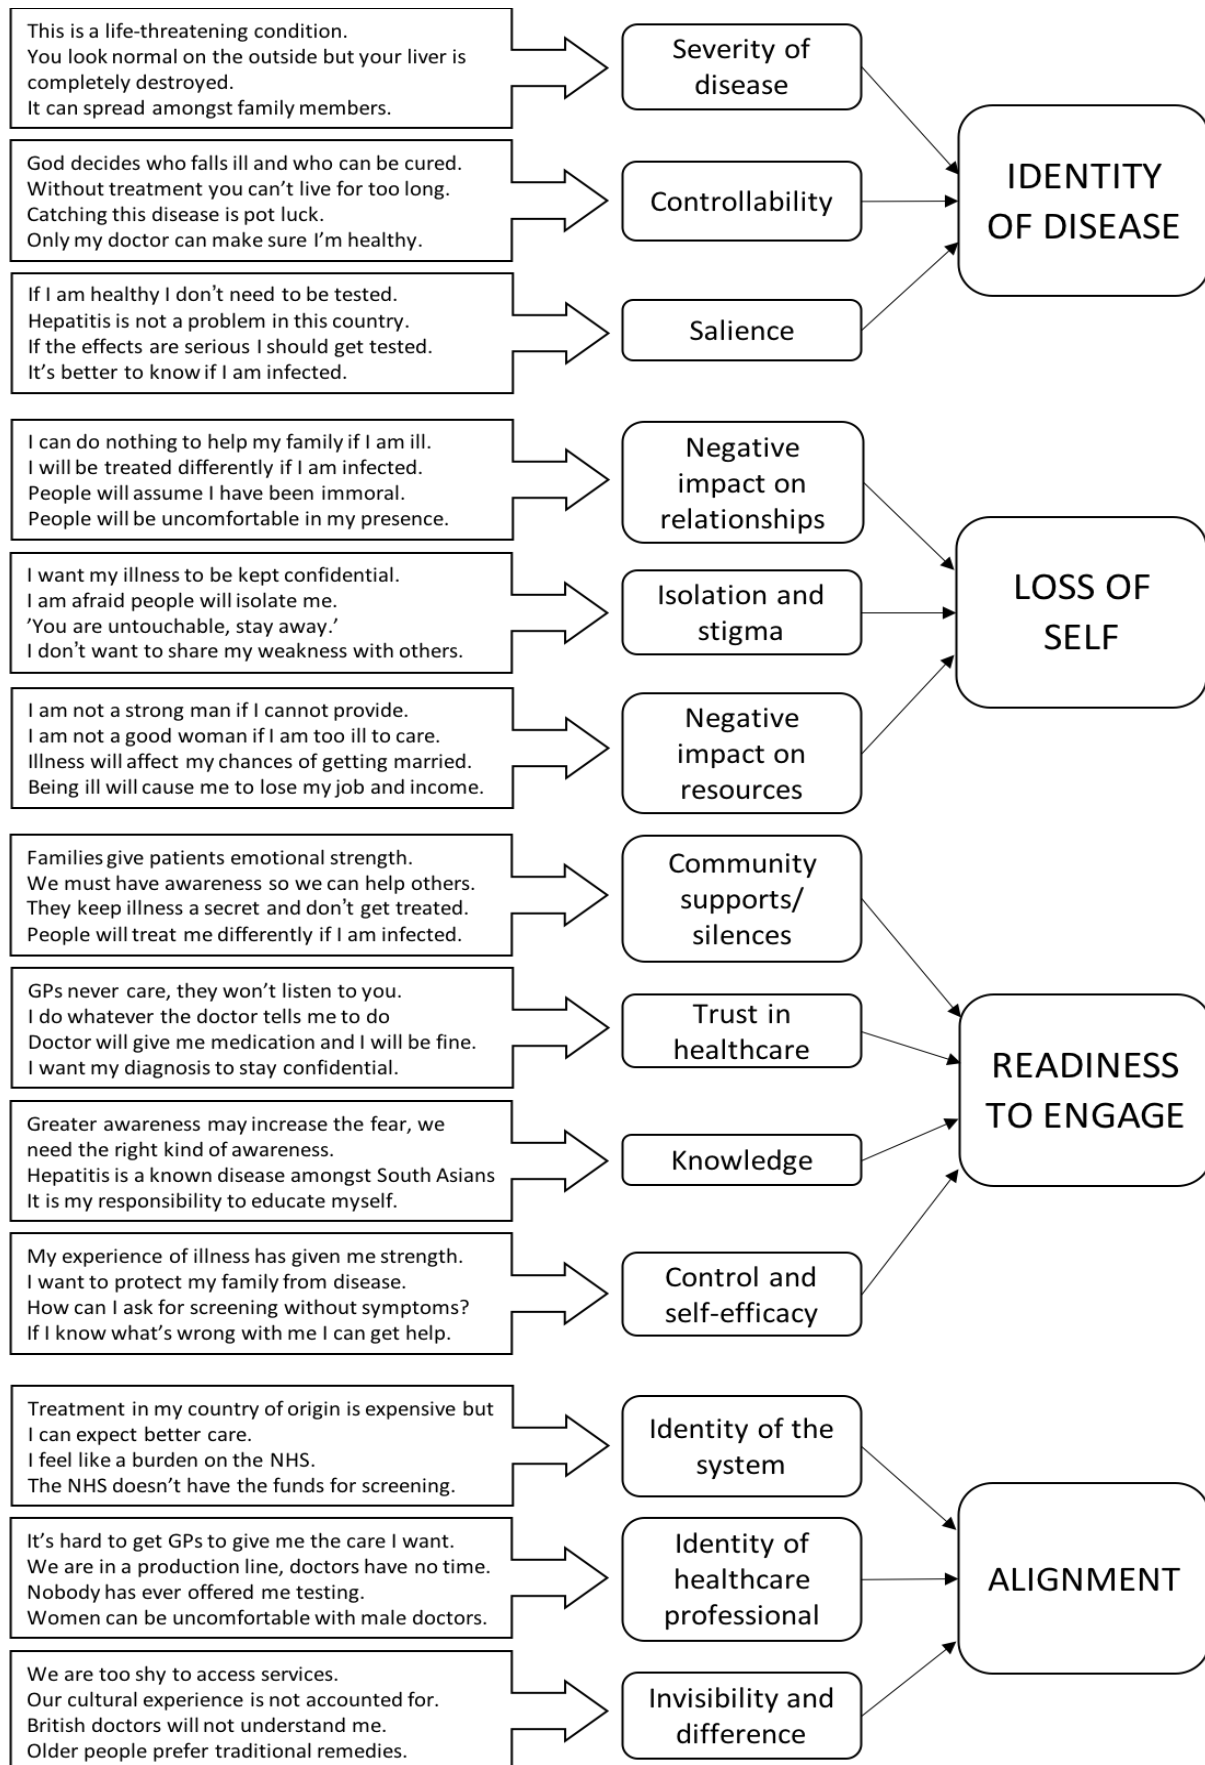 This is a life-threatening condition.
You look normal on the outside but your liver is
completely destroyed.
It can spread amongst family members.
Severity of
disease
God decides who falls ill and who can be cured.
Without treatment you can’t live for too long.
Catching this disease is pot luck.
Only my doctor can make sure I’m healthy.
Controllability
If I am healthy I don’t need to be tested.
Hepatitis is not a problem in this country.
If the effects are serious I should get tested.
It’s better to know if I am infected.
Salience
IDENTITY
OF DISEASE
I can do nothing to help my family if I am ill.
I will be treated differently if I am infected.
People will assume I have been immoral.
People will be uncomfortable in my presence.
Negative
impact on
relationships
I want my illness to be kept confidential.
I am afraid people will isolate me.
’You are untouchable, stay away.’
I don’t want to share my weakness with others.
Isolation and
stigma
I am not a strong man if I cannot provide.
I am not a good woman if I am too ill to care.
Illness will affect my chances of getting married.
Being ill will cause me to lose my job and income.
Negative
impact on
resources
LOSS OF
SELF
Families give patients emotional strength.
We must have awareness so we can help others.
They keep illness a secret and don’t get treated.
People will treat me differently if I am infected.
Community
supports/
silences
GPs never care, they won’t listen to you.
I do whatever the doctor tells me to do
Doctor will give me medication and I will be fine.
I want my diagnosis to stay confidential.
Trust in
healthcare
Greater awareness may increase the fear, we
need the right kind of awareness.
Hepatitis is a known disease amongst South Asians
It is my responsibility to educate myself.
Knowledge
My experience of illness has given me strength.
I want to protect my family from disease.
How can I ask for screening without symptoms?
If I know what’s wrong with me I can get help.
Control and
self-efficacy
READINESS
TO ENGAGE
Treatment in my country of origin is expensive but
I can expect better care.
I feel like a burden on the NHS.
The NHS doesn’t have the funds for screening.
Identity of the
system
It’s hard to get GPs to give me the care I want.
We are in a production line, doctors have no time.
Nobody has ever offered me testing.
Women can be uncomfortable with male doctors.
Identity of
healthcare
professional
We are too shy to access services.
Our cultural experience is not accounted for.
British doctors will not understand me.
Older people prefer traditional remedies.
Invisibility and
difference
ALIGNMENT